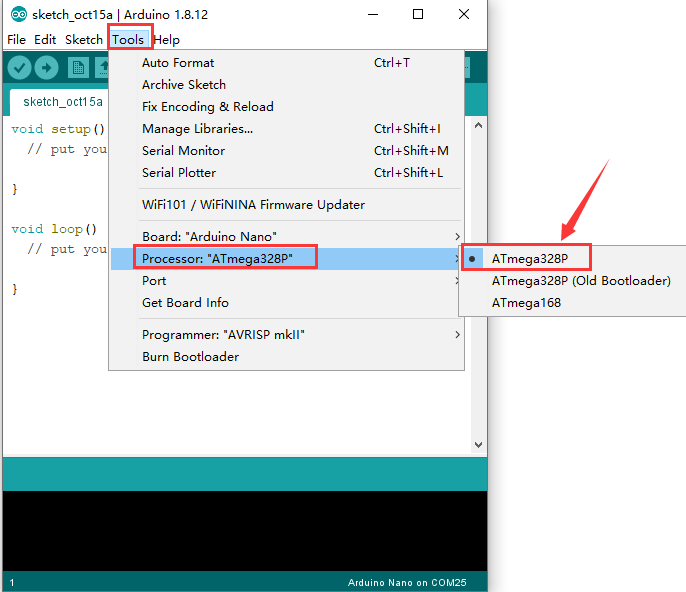 sketch_oct15a | Arduino 1.8.12
File Edit Sketch Tools Help
sketch_oct15a
void setup()
// put you
}
void loop()
// put you
}
Auto Format Ctrl+T
Archive Sketch
Fix Encoding & Reload
Manage Libraries... Ctrl+Shift+I
Serial Monitor Ctrl+Shift+M
Serial Plotter Ctrl+Shift+L
WiFi101 / WiFiNINA Firmware Updater
Board: "Arduino Nano"
Processor: "ATmega328P"
Port
Get Board Info
Programmer: "AVRISP mkII"
Burn Bootloader
ATmega328P
ATmega328P (Old Bootloader)
ATmega168
1 Arduino Nano on COM25